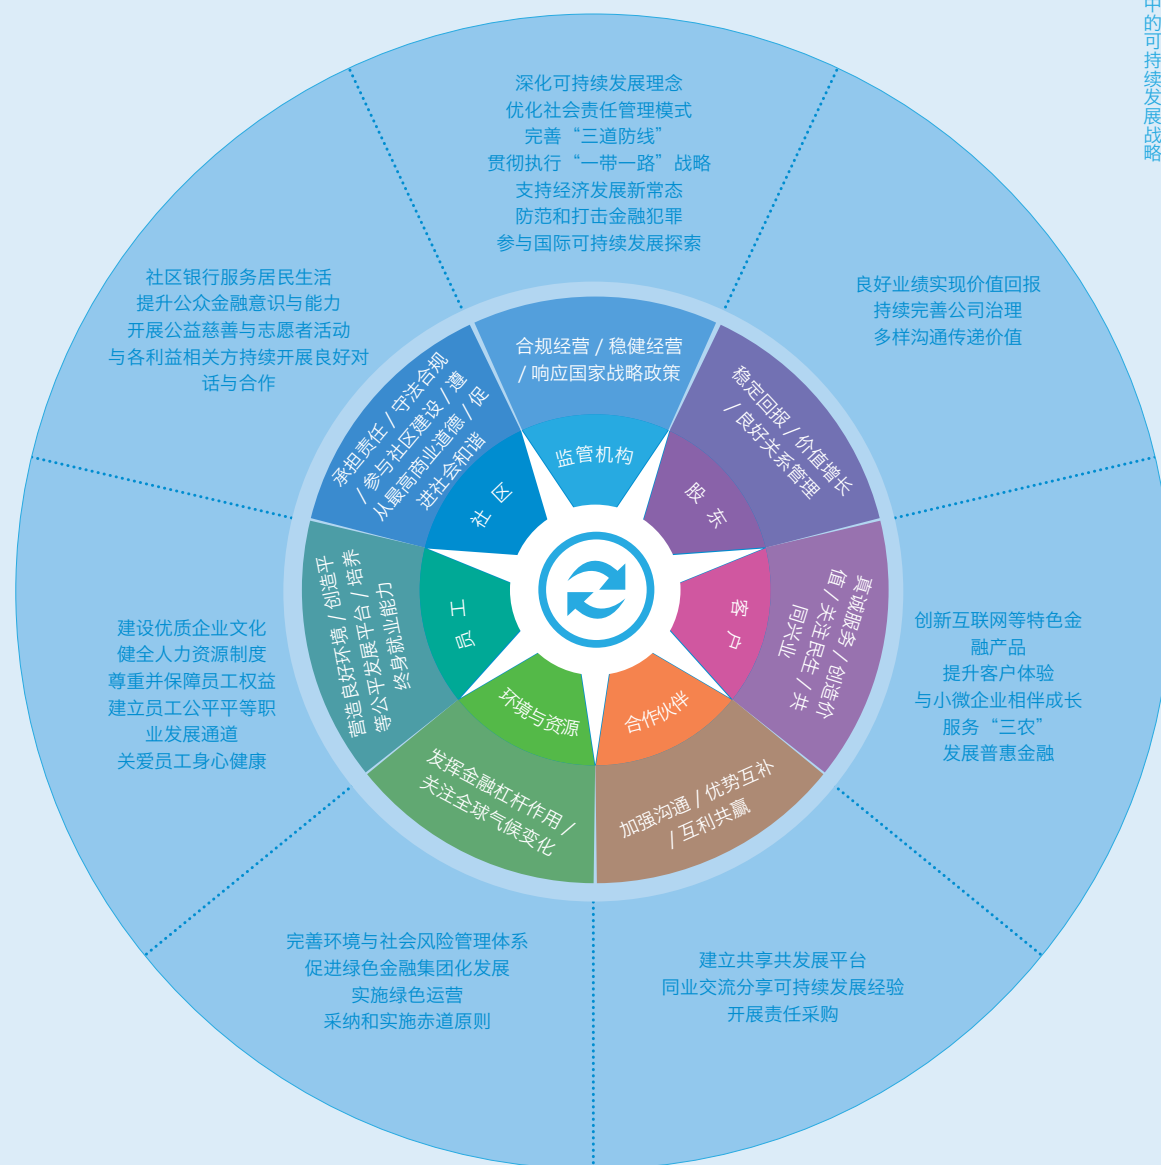 中的可持续发展战略
深化可持续发展理念
优化社会责任管理模式
完善“三道防线”
贯彻执行“一带一路”战略
支持经济发展新常态
防范和打击金融犯罪
参与国际可持续发展探索
良好业绩实现价值回报
持续完善公司治理
多样沟通传递价值
创新互联网等特色金
融产品
提升客户体验
与小微企业相伴成长
服务“三农”
发展普惠金融
建立共享共发展平台
同业交流分享可持续发展经验
开展责任采购
完善环境与社会风险管理体系
促进绿色金融集团化发展
实施绿色运营
采纳和实施赤道原则
建设优质企业文化
健全人力资源制度
尊重并保障员工权益
建立员工公平平等职
业发展通道
关爱员工身心健康
社区银行服务居民生活
提升公众金融意识与能力
开展公益慈善与志愿者活动
与各利益相关方持续开展良好对
话与合作
合规经营 / 稳健经营
/ 响应国家战略政策
稳定回报 / 价值增长
/ 良好关系管理
真诚服务 / 创造价
值 / 关注民生 / 共
同兴业
加强沟通 / 优势互补
/ 互利共赢
发挥金融杠杆作用 /
关注全球气候变化
营造良好环境 / 创造平
等公平发展平台 / 培养
终身就业能力
承担责任 / 守法合规
/ 参与社区建设 / 遵
从最高商业道德 / 促
进社会和谐
监管机构
股东
客户
合作伙伴
环境与资源
员工
社区